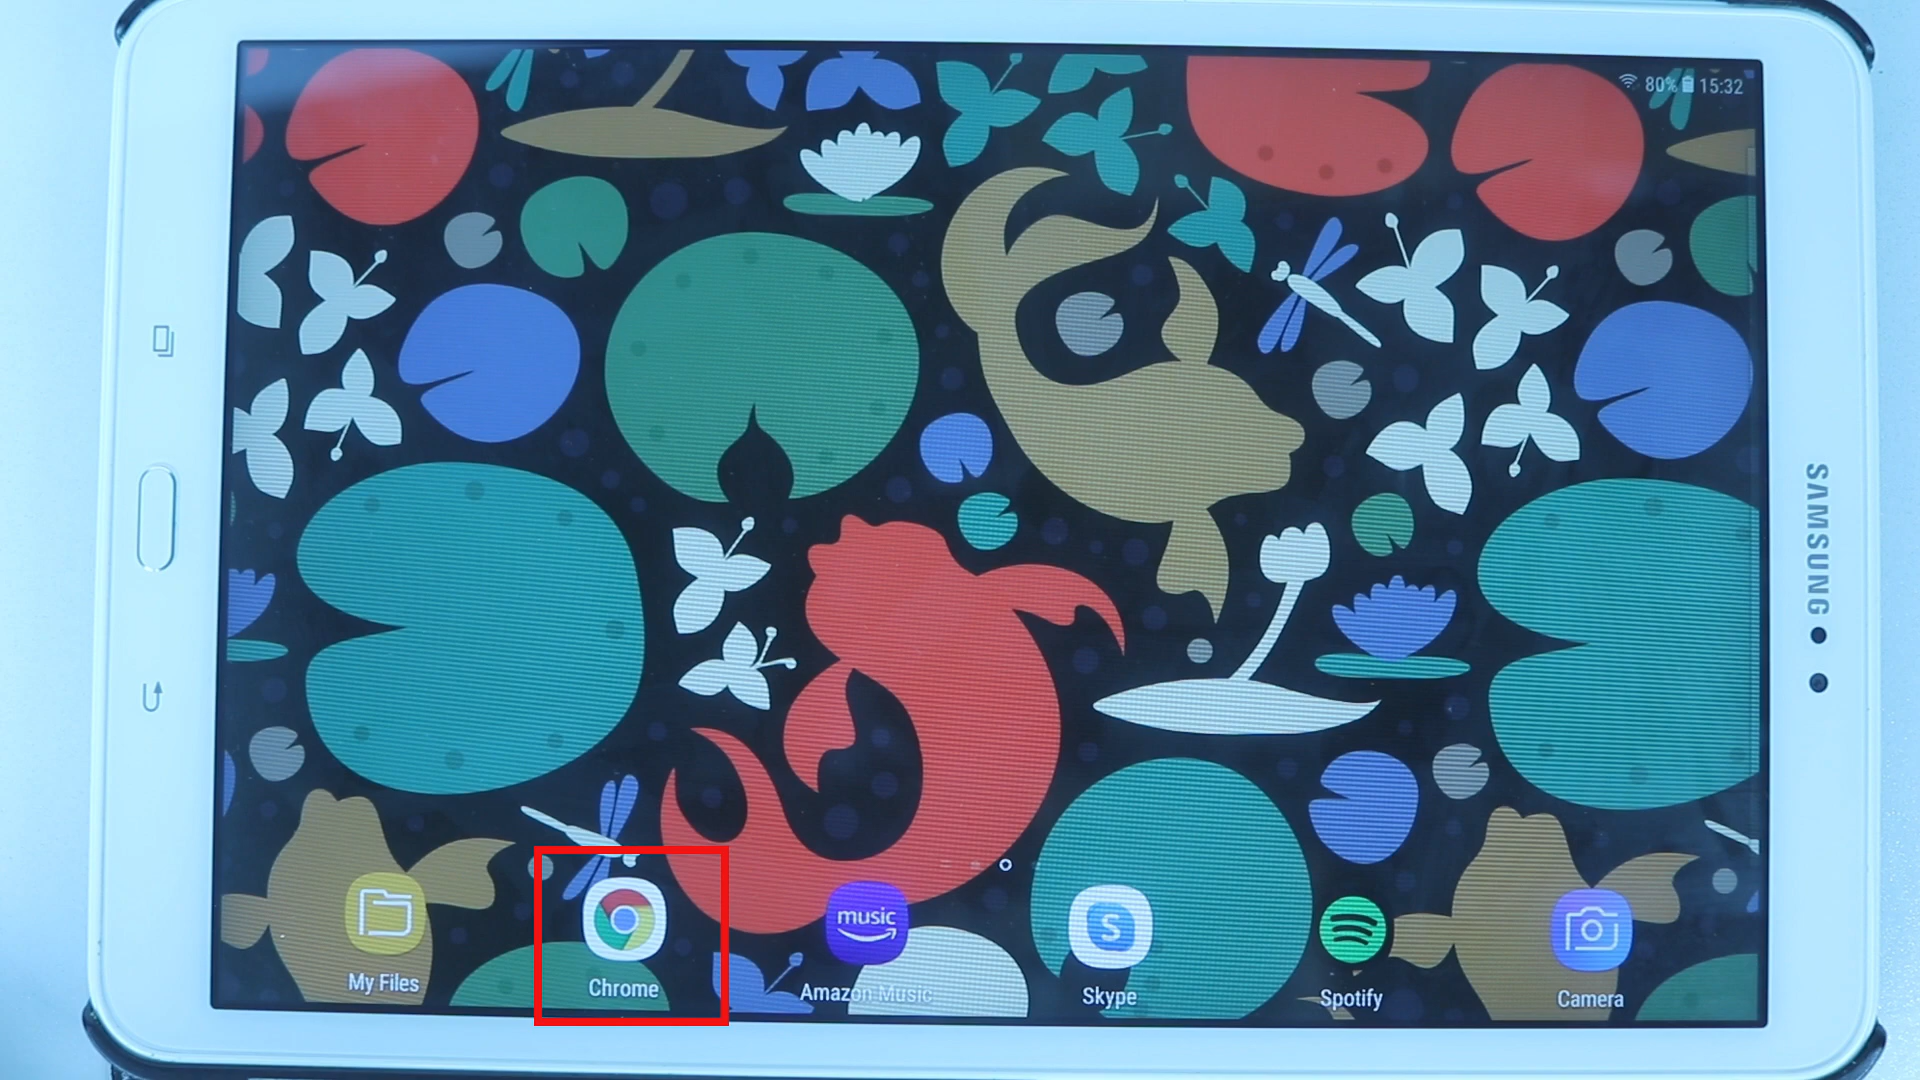 80% 15:32
SAMSUNG
music
S
My Files
Chrome
Amazon Music
Skype
Spotify
Camera